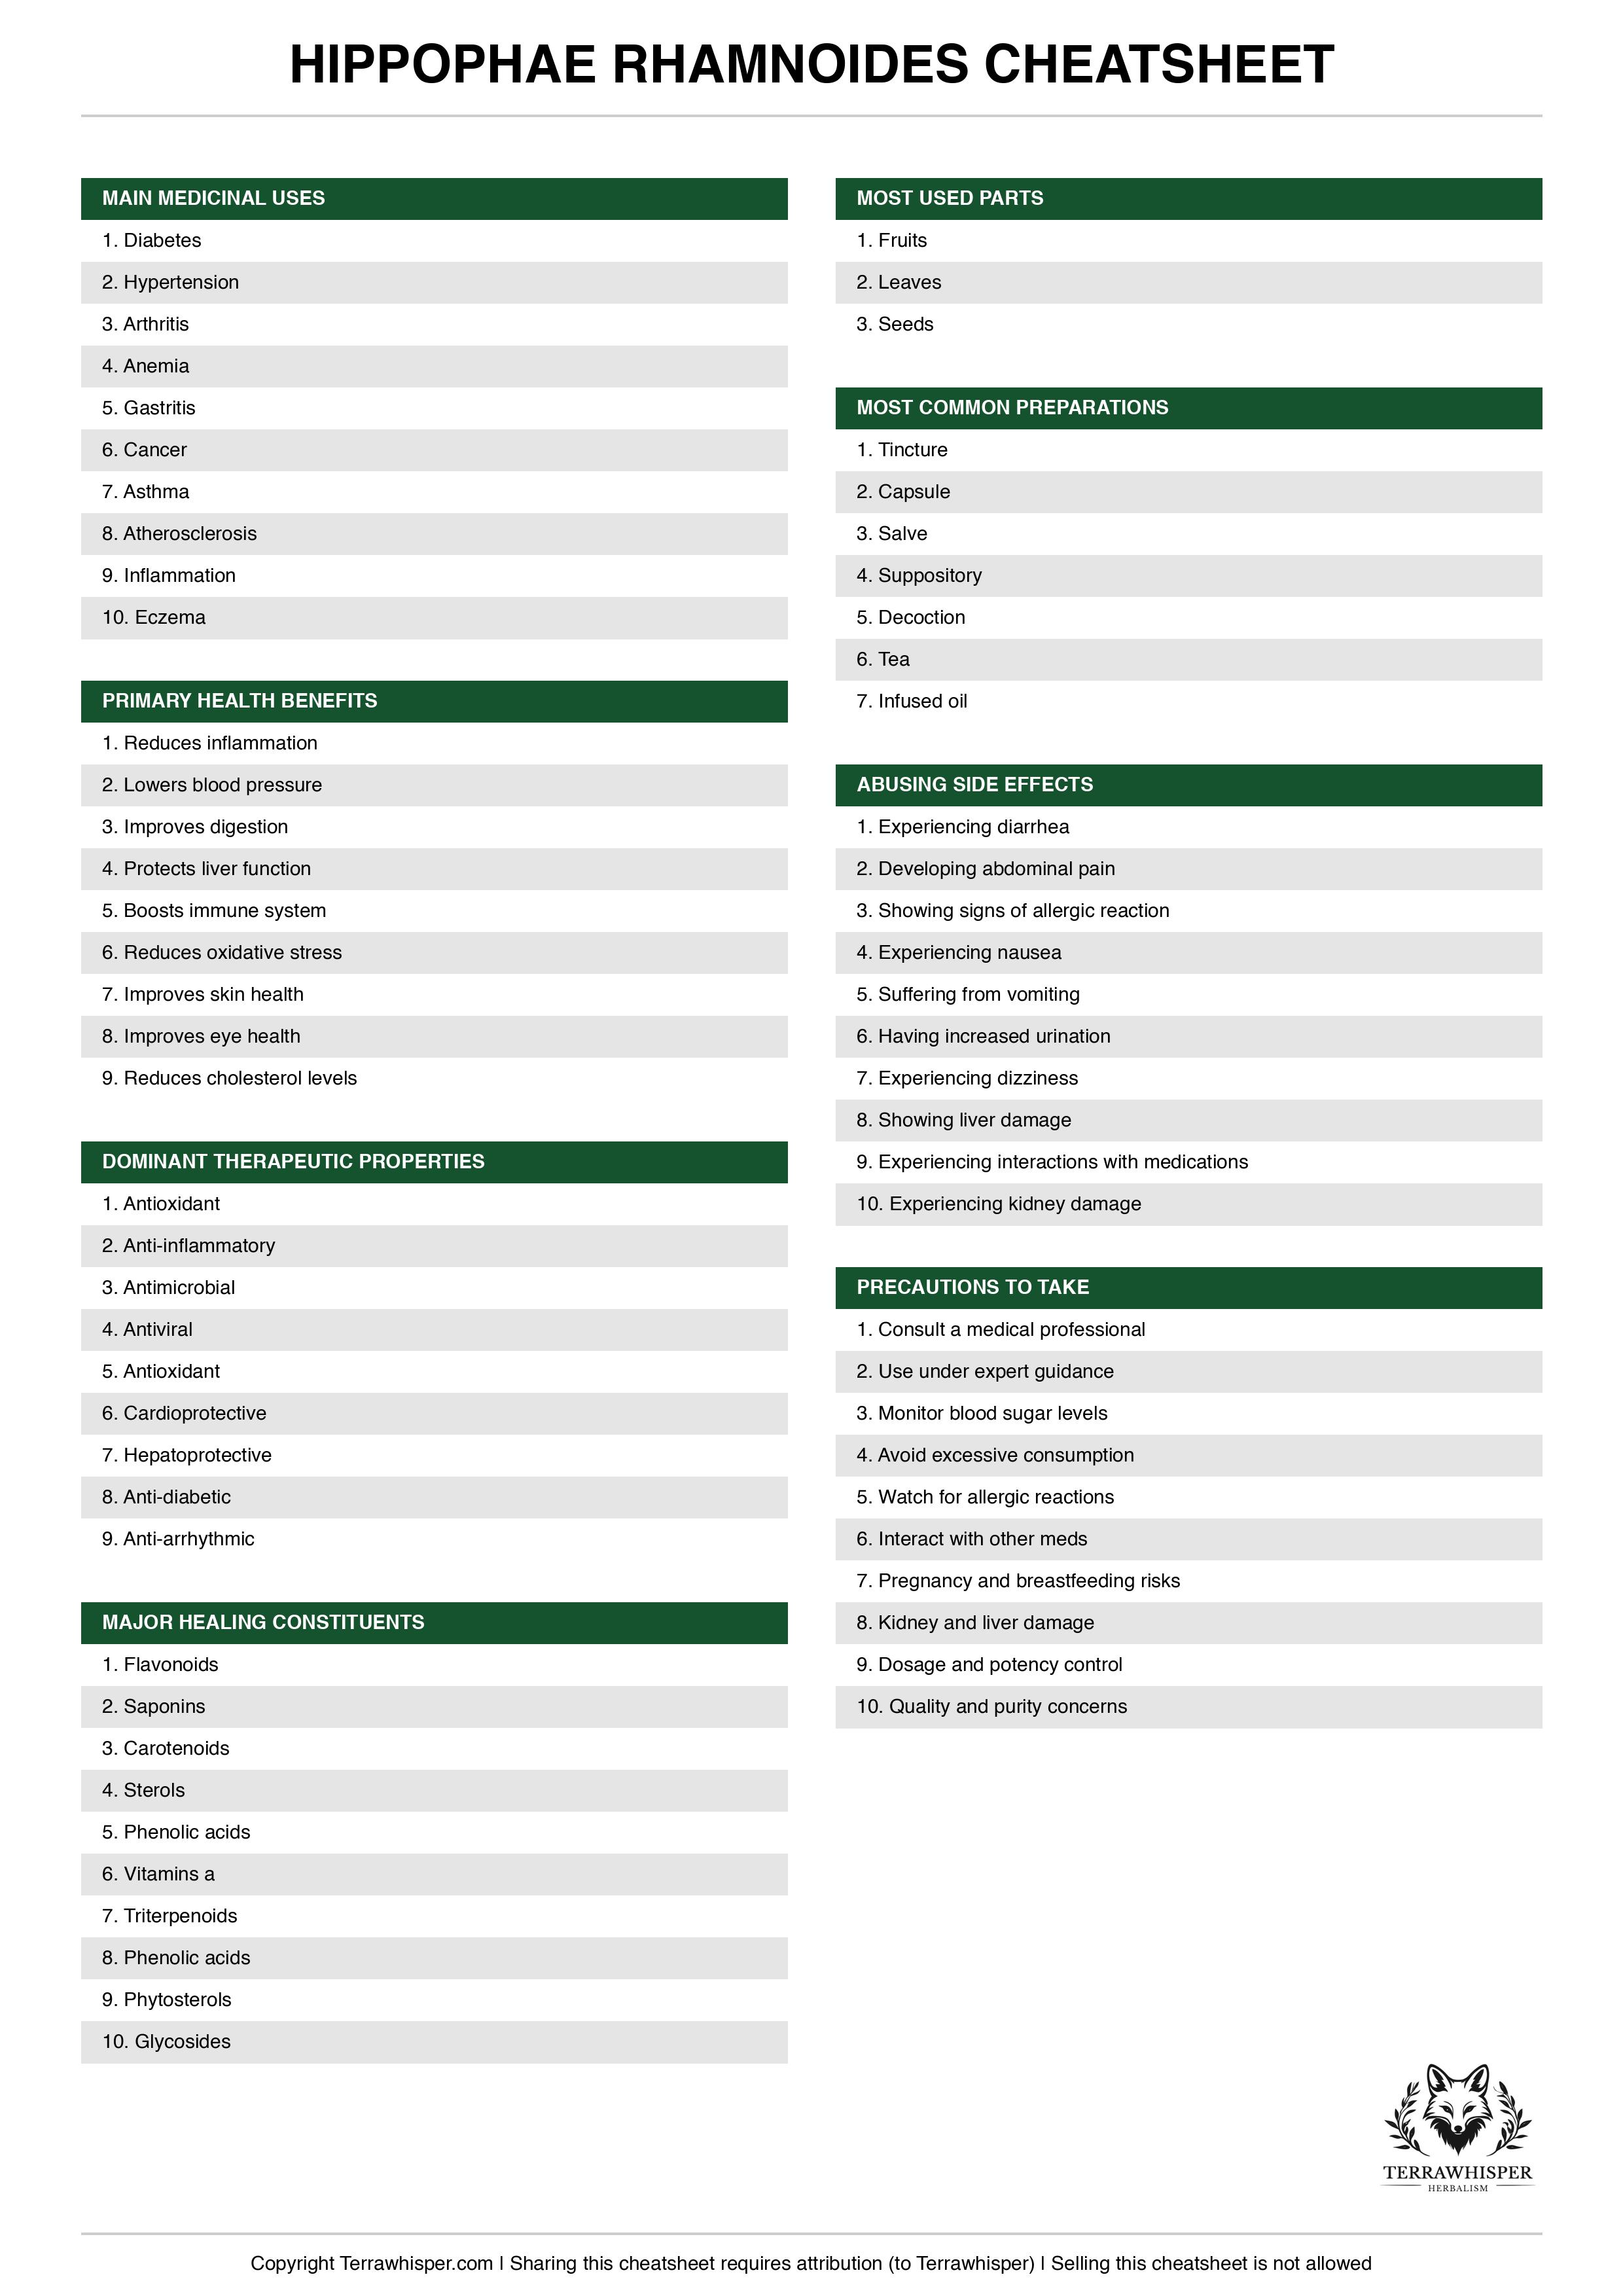 HIPPOPHAE RHAMNOIDES CHEATSHEET
MAIN MEDICINAL USES
1. Diabetes
2. Hypertension
3. Arthritis
4. Anemia
5. Gastritis
6. Cancer
7. Asthma
8. Atherosclerosis
9. Inflammation
10. Eczema
PRIMARY HEALTH BENEFITS
1. Reduces inflammation
2. Lowers blood pressure
3. Improves digestion
4. Protects liver function
5. Boosts immune system
6. Reduces oxidative stress
7. Improves skin health
8. Improves eye health
9. Reduces cholesterol levels
DOMINANT THERAPEUTIC PROPERTIES
1. Antioxidant
2. Anti-inflammatory
3. Antimicrobial
4. Antiviral
5. Antioxidant
6. Cardioprotective
7. Hepatoprotective
8. Anti-diabetic
9. Anti-arrhythmic
MAJOR HEALING CONSTITUENTS
1. Flavonoids
2. Saponins
3. Carotenoids
4. Sterols
5. Phenolic acids
6. Vitamins a
7. Triterpenoids
8. Phenolic acids
9. Phytosterols
10. Glycosides
MOST USED PARTS
1. Fruits
2. Leaves
3. Seeds
MOST COMMON PREPARATIONS
1. Tincture
2. Capsule
3. Salve
4. Suppository
5. Decoction
6. Tea
7. Infused oil
ABUSING SIDE EFFECTS
1. Experiencing diarrhea
2. Developing abdominal pain
3. Showing signs of allergic reaction
4. Experiencing nausea
5. Suffering from vomiting
6. Having increased urination
7. Experiencing dizziness
8. Showing liver damage
9. Experiencing interactions with medications
10. Experiencing kidney damage
PRECAUTIONS TO TAKE
1. Consult a medical professional
2. Use under expert guidance
3. Monitor blood sugar levels
4. Avoid excessive consumption
5. Watch for allergic reactions
6. Interact with other meds
7. Pregnancy and breastfeeding risks
8. Kidney and liver damage
9. Dosage and potency control
10. Quality and purity concerns
TERRAWHISPER
HERBALISM
Copyright Terrawhisper.com | Sharing this cheatsheet requires attribution (to Terrawhisper) | Selling this cheatsheet is not allowed